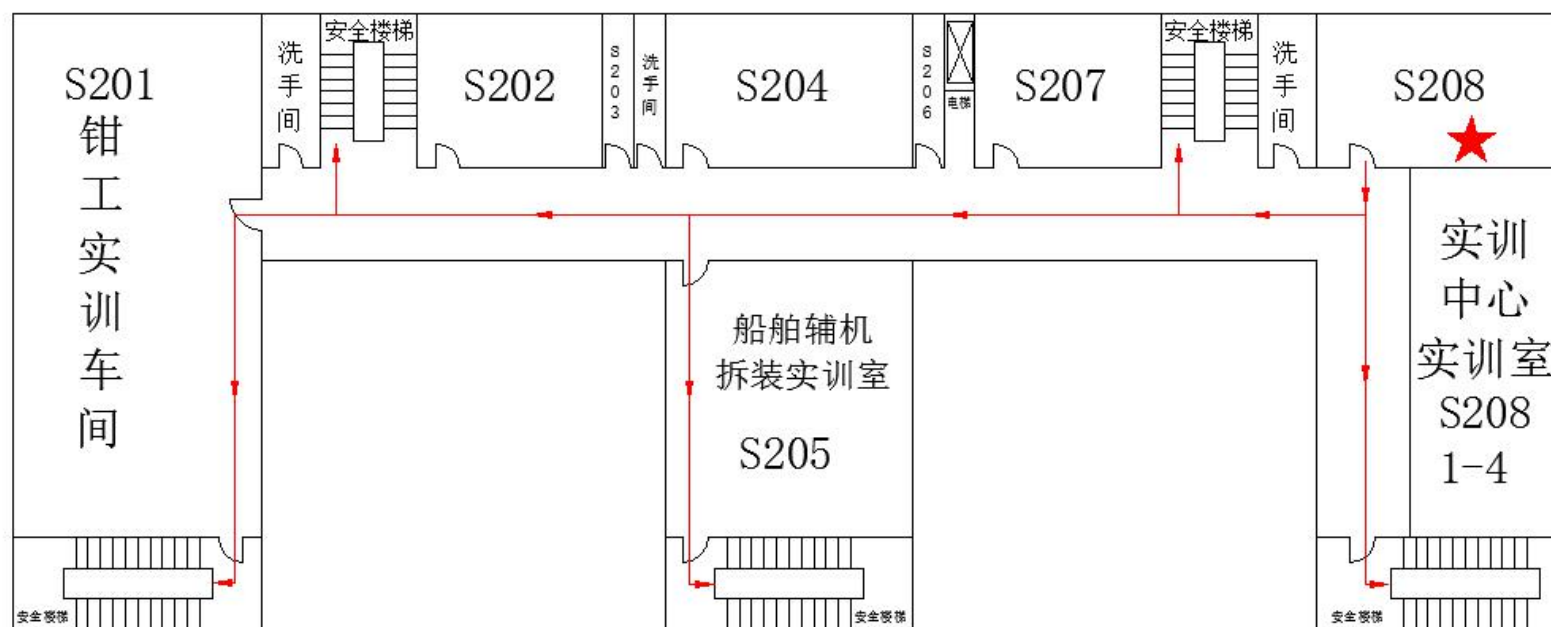 S201
钳
工
实
训
车
间
洗
手
间
安全楼梯
S202
S
2
0
3
洗
手
间
S204
S
2
0
6
电梯
S207
安全楼梯
洗
手
间
S208
实训
中心
实训室
S208
1-4
船舶辅机
拆装实训室
S205
安全楼梯
安全楼梯
安全楼梯